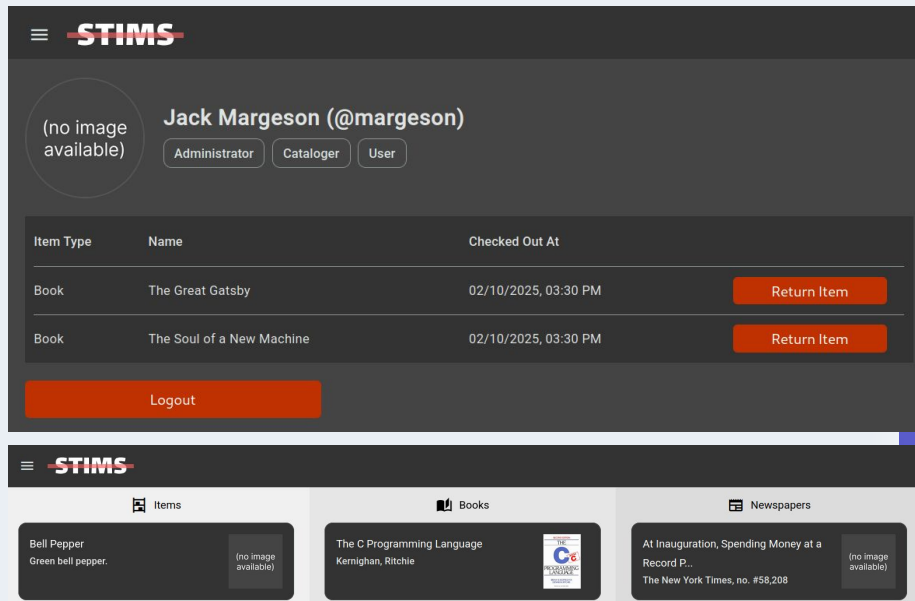 STIMS
(no image
available)
Jack Margeson (@margeson)
Administrator Cataloger User
Item Type Name Checked Out At
Book The Great Gatsby 02/10/2025, 03:30 PM Return Item
Book The Soul of a New Machine 02/10/2025, 03:30 PM Return Item
Logout
STIMS
Items Books Newspapers
Bell Pepper
Green bell pepper.
(no image
available)
The C Programming Language
Kernighan, Ritchie
THE
C
PROGRAMMING
LANGUAGE
At Inauguration, Spending Money at a
Record P...
The New York Times, no. #58,208
(no image
available)